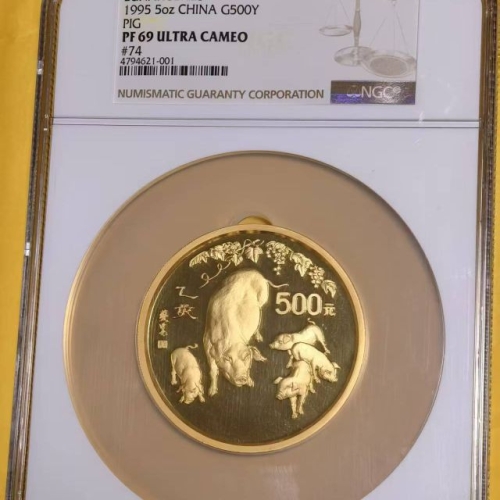 1995 5oz CHINA G500Y
PIG
PF 69 ULTRA CAMEO
#74
4794621-001
NUMISMATIC GUARANTY CORPORATION
NGC
乙亥
500元